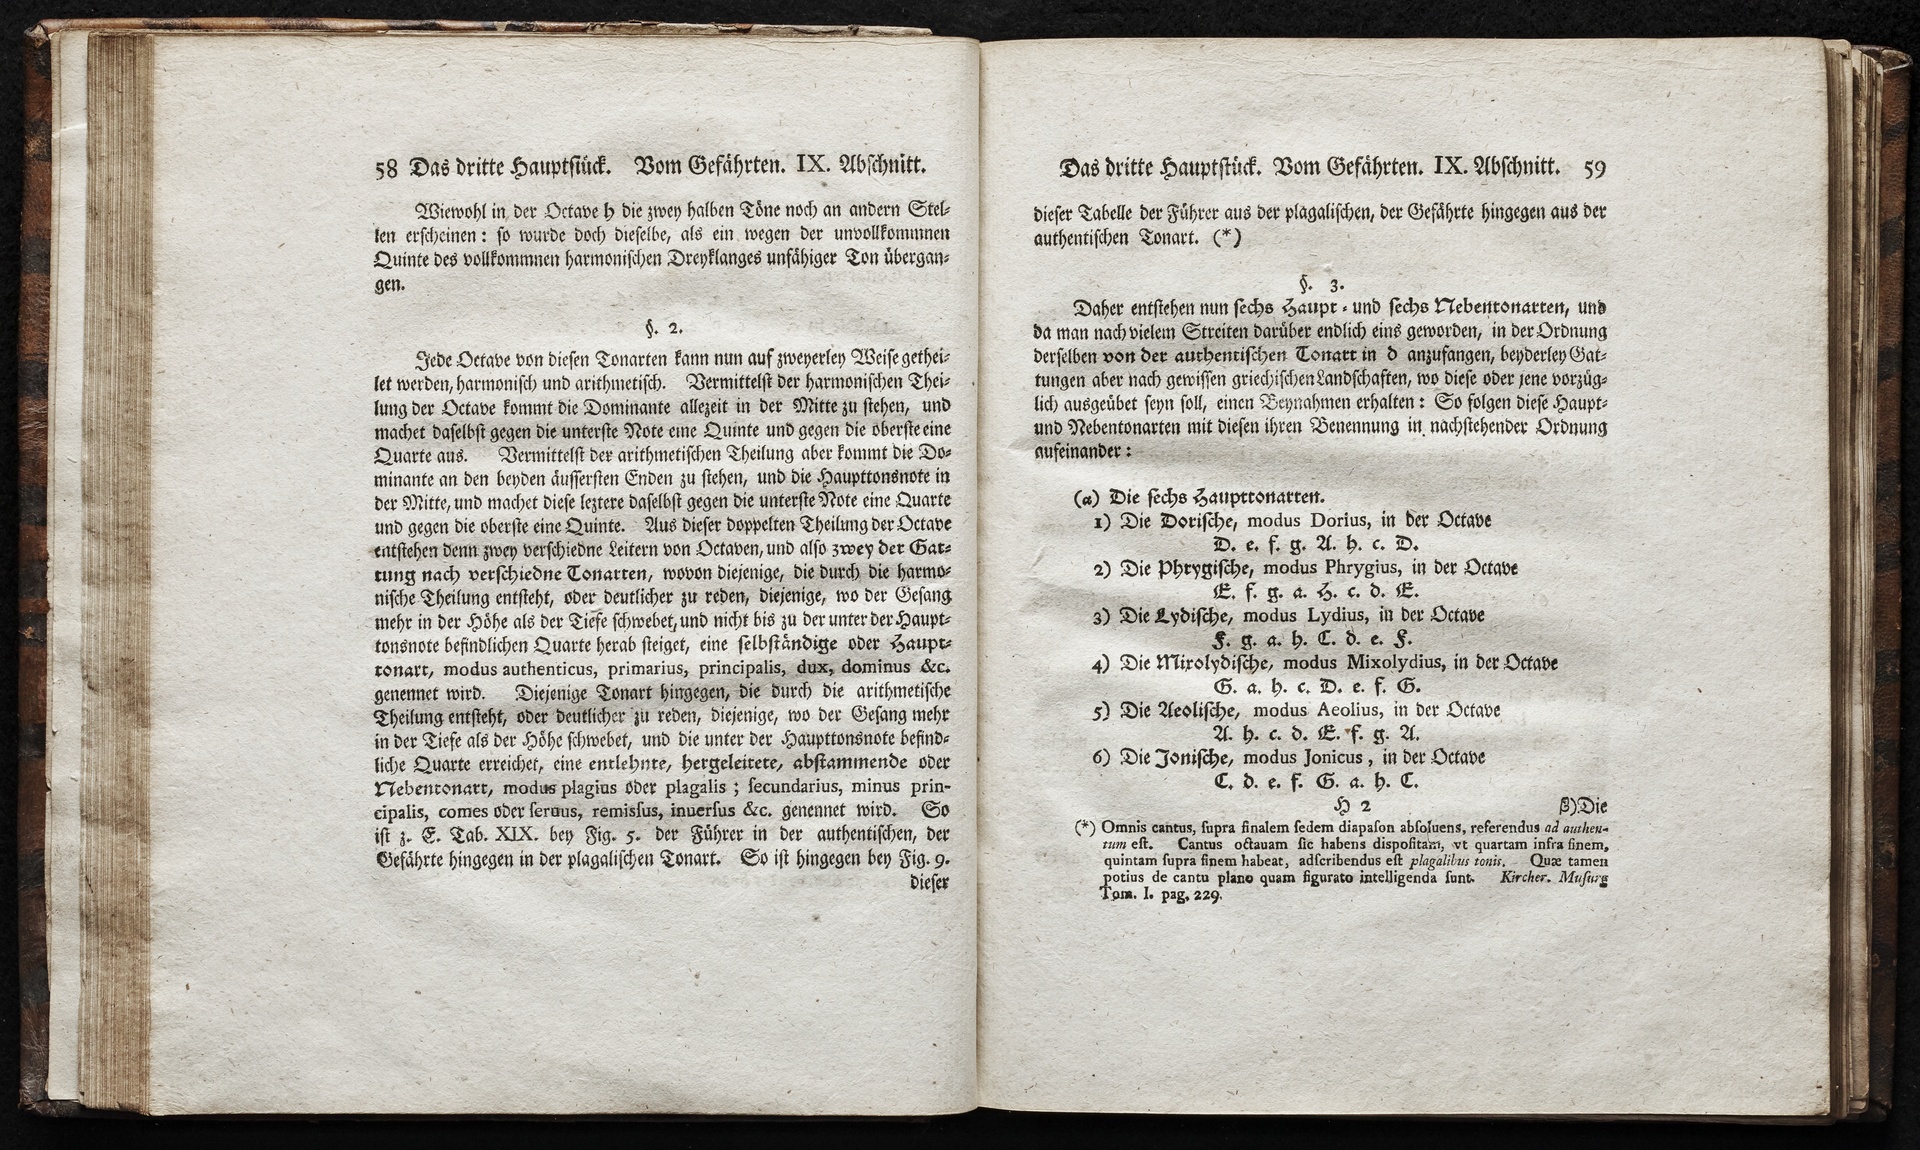 58 Das dritte Hauptstück. Vom Gefährten. IX. Abschnitt.
Wiewohl in der Octave h die zwey halben Töne noch an andern Stel-
len erscheinen: so wurde doch dieselbe, als ein wegen der unvollkommnen
Quinte des vollkommnen harmonischen Dreyklanges unfähiger Ton übergan-
gen.
§. 2.
Jede Octave von diesen Tonarten kann nun auf zweyerley Weise gethei-
let werden, harmonisch und arithmetisch. Vermittelst der harmonischen Thei-
lung der Octave kommt die Dominante allezeit in der Mitte zu stehen, und
machet daselbst gegen die unterste Note eine Quinte und gegen die oberste eine
Quarte aus. Vermittelst der arithmetischen Theilung aber kommt die Do-
minante an den beyden äussersten Enden zu stehen, und die Haupttonsnote in
der Mitte, und machet diese leztere daselbst gegen die unterste Note eine Quarte
und gegen die oberste eine Quinte. Aus dieser doppelten Theilung der Octave
entstehen denn zwey verschiedne Leitern von Octaven, und also zwey der Gat-
tung nach verschiedne Tonarten, wovon diejenige, die durch die harmo-
nische Theilung entsteht, oder deutlicher zu reden, diejenige, wo der Gesang
mehr in der Höhe als der Tiefe schwebet, und nicht bis zu der unter der Haupt-
tonsnote befindlichen Quarte herab steiget, eine selbständige oder Haupt-
tonart, modus authenticus, primarius, principalis, dux, dominus &c.
genennet wird. Diejenige Tonart hingegen, die durch die arithmetische
Theilung entsteht, oder deutlicher zu reden, diejenige, wo der Gesang mehr
in der Tiefe als der Höhe schwebet, und die unter der Haupttonsnote befind-
liche Quarte erreichet, eine entlehnte, hergeleitete, abstammende oder
Nebentonart, modus plagius oder plagalis; secundarius, minus prin-
cipalis, comes oder seruus, remissus, inuersus &c. genennet wird. So
ist z. E. Tab. XIX. bey Fig. 5. der Führer in der authentischen, der
Gefährte hingegen in der plagalischen Tonart. So ist hingegen bey Fig. 9.
dieser
Das dritte Hauptstück. Vom Gefährten. IX. Abschnitt. 59
dieser Tabelle der Führer aus der plagalischen, der Gefährte hingegen aus der
authentischen Tonart. (*)
§. 3.
Daher entstehen nun sechs Haupt- und sechs Nebentonarten, und
da man nach vielem Streiten darüber endlich eins geworden, in der Ordnung
derselben von der authentischen Tonart in d anzufangen, beyderley Gat-
tungen aber nach gewissen griechischen Landschaften, wo diese oder jene vorzüg-
lich ausgeübet seyn soll, einen Beynahmen erhalten: So folgen diese Haupt-
und Nebentonarten mit diesen ihren Benennung in nachstehender Ordnung
aufeinander:
(α) Die sechs Haupttonarten.
1) Die Dorische, modus Dorius, in der Octave
D. e. f. g. A. h. c. D.
2) Die Phrygische, modus Phrygius, in der Octave
E. f. g. a. H. c. d. E.
3) Die Lydische, modus Lydius, in der Octave
F. g. a. h. C. d. e. F.
4) Die Mixolydische, modus Mixolydius, in der Octave
G. a. h. c. D. e. f. G.
5) Die Aeolische, modus Aeolius, in der Octave
A. h. c. d. E. f. g. A.
6) Die Jonische, modus Jonicus, in der Octave
C. d. e. f. G. a. h. C.
H 2 β) Die
(*) Omnis cantus, supra finalem sedem diapason absoluens, referendus ad authen-
tum est. Cantus octauam sic habens dispositam, vt quartam infra finem,
quintam supra finem habeat, adscribendus est plagalibus tonis. Quæ tamen
potius de cantu plano quam figurato intelligenda sunt. Kircher. Musurg
Tom. I. pag. 229.